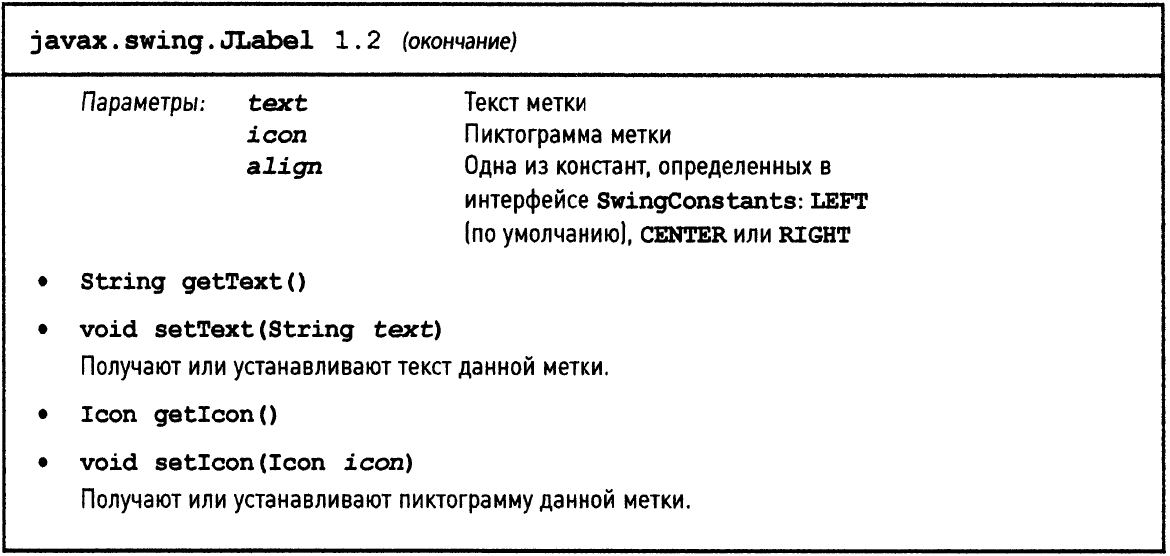 javax.swing.JLabel 1.2 (окончание)
Параметры: text Текст метки
icon Пиктограмма метки
align Одна из констант, определенных в
интерфейсе SwingConstants: LEFT
(по умолчанию), CENTER или RIGHT
• String getText()
• void setText(String text)
Получают или устанавливают текст данной метки.
• Icon getIcon()
• void setIcon(Icon icon)
Получают или устанавливают пиктограмму данной метки.